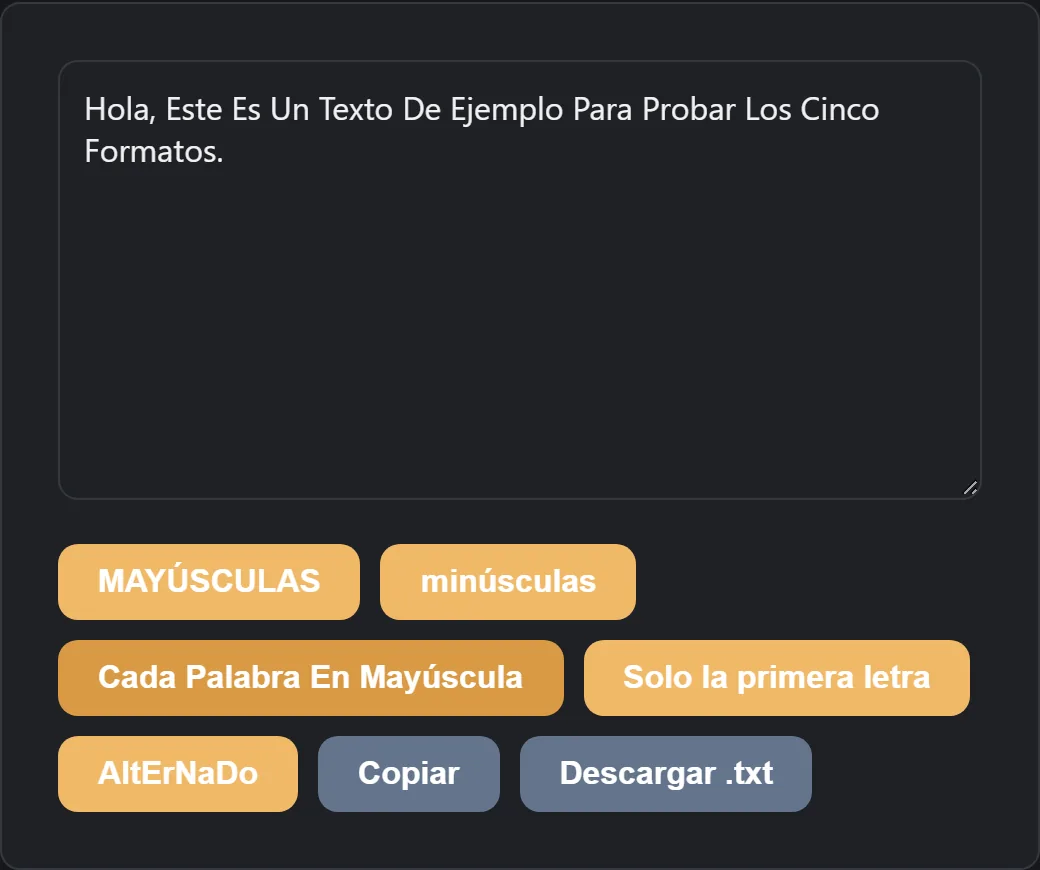 Hola, Este Es Un Texto De Ejemplo Para Probar Los Cinco
Formatos.
MAYÚSCULAS
minúsculas
Cada Palabra En Mayúscula
Solo la primera letra
AltErNaDo
Copiar
Descargar .txt